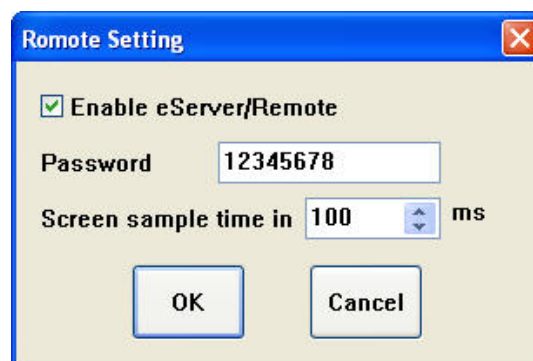 Romote Setting
Enable eServer/Remote
Password 12345678
Screen sample time in 100 ms
OK Cancel